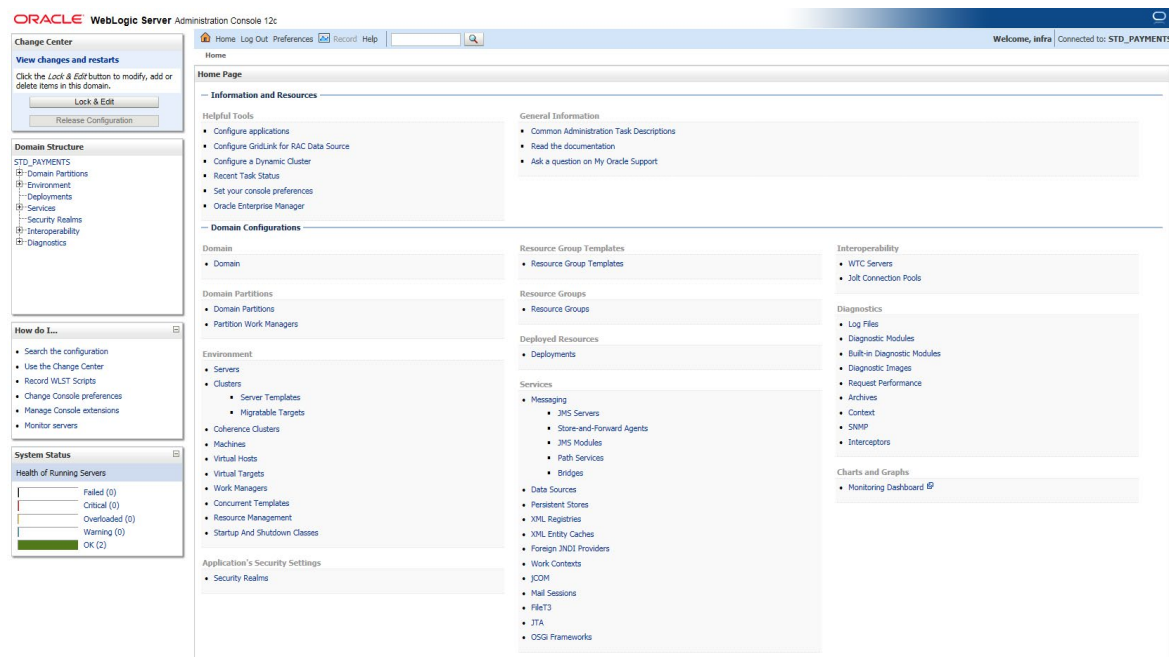 ORACLE WebLogic Server Administration Console 12c
Change Center
View changes and restarts
Click the Lock & Edit button to modify, add or
delete items in this domain.
Lock & Edit
Release Configuration
Domain Structure
STD_PAYMENTS
Domain Partitions
Environment
Deployments
Services
Security Realms
Interoperability
Diagnostics
How do I...
Search the configuration
Use the Change Center
Record WLST Scripts
Change Console preferences
Manage Console extensions
Monitor servers
System Status
Health of Running Servers
Failed (0)
Critical (0)
Overloaded (0)
Warning (0)
OK (2)
Home Log Out Preferences Record Help
Welcome, infra Connected to: STD_PAYMENTS
Home
Home Page
Information and Resources
Helpful Tools
Configure applications
Configure GridLink for RAC Data Source
Configure a Dynamic Cluster
Recent Task Status
Set your console preferences
Oracle Enterprise Manager
General Information
Common Administration Task Descriptions
Read the documentation
Ask a question on My Oracle Support
Domain Configurations
Domain
Domain
Domain Partitions
Domain Partitions
Partition Work Managers
Environment
Servers
Clusters
Server Templates
Migratable Targets
Coherence Clusters
Machines
Virtual Hosts
Virtual Targets
Work Managers
Concurrent Templates
Resource Management
Startup And Shutdown Classes
Application's Security Settings
Security Realms
Resource Group Templates
Resource Group Templates
Resource Groups
Resource Groups
Deployed Resources
Deployments
Services
Messaging
JMS Servers
Store-and-Forward Agents
JMS Modules
Path Services
Bridges
Data Sources
Persistent Stores
XML Registries
XML Entity Caches
Foreign JNDI Providers
Work Contexts
jCOM
Mail Sessions
FileT3
JTA
OSGi Frameworks
Interoperability
WTC Servers
Jolt Connection Pools
Diagnostics
Log Files
Diagnostic Modules
Built-in Diagnostic Modules
Diagnostic Images
Request Performance
Archives
Context
SNMP
Interceptors
Charts and Graphs
Monitoring Dashboard